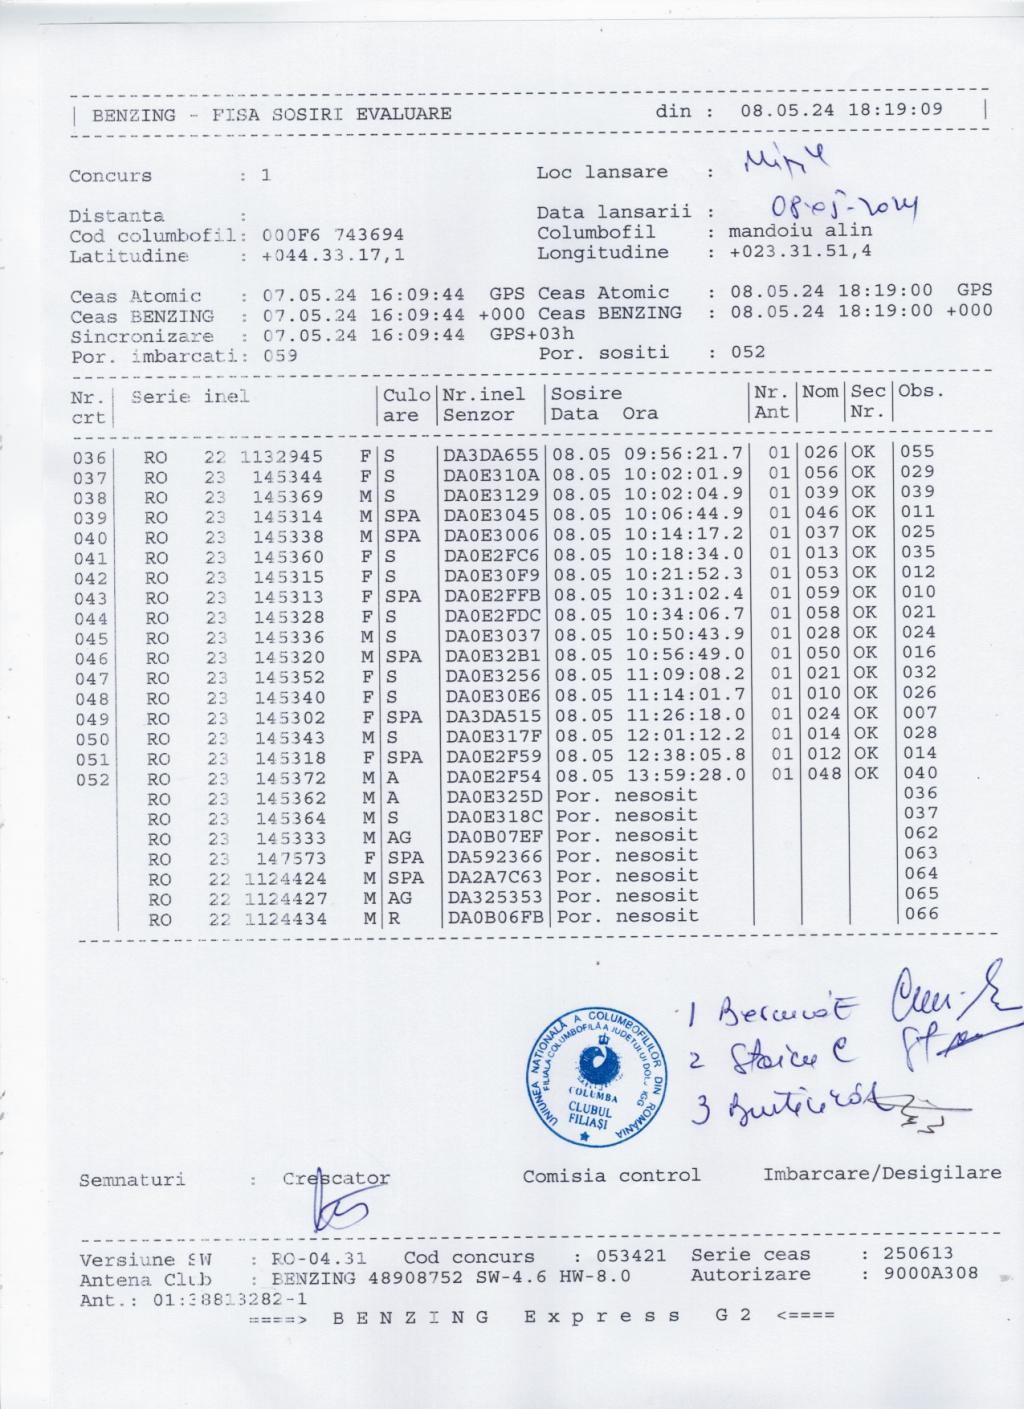 | BENZING - FISA SOSIRI EVALUARE din : 08.05.24 18:19:09 |
Concurs : 1 Loc lansare : Mizil
Distanta : Data lansarii : 08-05-2024
Cod columbofil: 000F6 743694 Columbofil : mandoiu alin
Latitudine : +044.33.17,1 Longitudine : +023.31.51,4
Ceas Atomic : 07.05.24 16:09:44 GPS Ceas Atomic : 08.05.24 18:19:00 GPS
Ceas BENZING : 07.05.24 16:09:44 +000 Ceas BENZING : 08.05.24 18:19:00 +000
Sincronizare : 07.05.24 16:09:44 GPS+03h
Por. imbarcati: 059 Por. sositi : 052
Nr. | Serie inel |Culo|Nr.inel |Sosire |Nr.|Nom|Sec|Obs.
crt| |are |Senzor |Data Ora |Ant| |Nr.|
036| RO 22 1132945 F|S |DA3DA655|08.05 09:56:21.7| 01|026|OK |055
037| RO 23 145344 F|S |DA0E310A|08.05 10:02:01.9| 01|056|OK |029
038| RO 23 145369 M|S |DA0E3129|08.05 10:02:04.9| 01|039|OK |039
039| RO 23 145314 M|SPA |DA0E3045|08.05 10:06:44.9| 01|046|OK |011
040| RO 23 145338 M|SPA |DA0E3006|08.05 10:14:17.2| 01|037|OK |025
041| RO 23 145360 F|S |DA0E2FC6|08.05 10:18:34.0| 01|013|OK |035
042| RO 23 145315 F|S |DA0E30F9|08.05 10:21:52.3| 01|053|OK |012
043| RO 23 145313 F|SPA |DA0E2FFB|08.05 10:31:02.4| 01|059|OK |010
044| RO 23 145328 F|S |DA0E2FDC|08.05 10:34:06.7| 01|058|OK |021
045| RO 23 145336 M|S |DA0E3037|08.05 10:50:43.9| 01|028|OK |024
046| RO 23 145320 M|SPA |DA0E32B1|08.05 10:56:49.0| 01|050|OK |016
047| RO 23 145352 F|S |DA0E3256|08.05 11:09:08.2| 01|021|OK |032
048| RO 23 145340 F|S |DA0E30E6|08.05 11:14:01.7| 01|010|OK |026
049| RO 23 145302 F|SPA |DA3DA515|08.05 11:26:18.0| 01|024|OK |007
050| RO 23 145343 M|S |DA0E317F|08.05 12:01:12.2| 01|014|OK |028
051| RO 23 145318 F|SPA |DA0E2F59|08.05 12:38:05.8| 01|012|OK |014
052| RO 23 145372 M|A |DA0E2F54|08.05 13:59:28.0| 01|048|OK |040
RO 23 145362 M|A |DA0E325D|Por. nesosit | | | |036
RO 23 145364 M|S |DA0E318C|Por. nesosit | | | |037
RO 23 145333 M|AG |DA0B07EF|Por. nesosit | | | |062
RO 23 147573 F|SPA |DA592366|Por. nesosit | | | |063
RO 22 1124424 M|SPA |DA2A7C63|Por. nesosit | | | |064
RO 22 1124427 M|AG |DA325353|Por. nesosit | | | |065
RO 22 1124434 M|R |DA0B06FB|Por. nesosit | | | |066
1
2 Stoicu C
3
UNIUNEA NATIONALĂ A COLUMBOFILILOR DIN ROMÂNIA
FILIALA COLUMBOFILĂ A JUDETULUI DOLJ
COLUMBA
CLUBUL
FILIAȘI
Semnaturi : Crescator Comisia control Imbarcare/Desigilare
Versiune SW : RO-04.31 Cod concurs : 053421 Serie ceas : 250613
Antena Club : BENZING 48908752 SW-4.6 HW-8.0 Autorizare : 9000A308
Ant.: 01:38813282-1
====> B E N Z I N G E x p r e s s G 2 <====